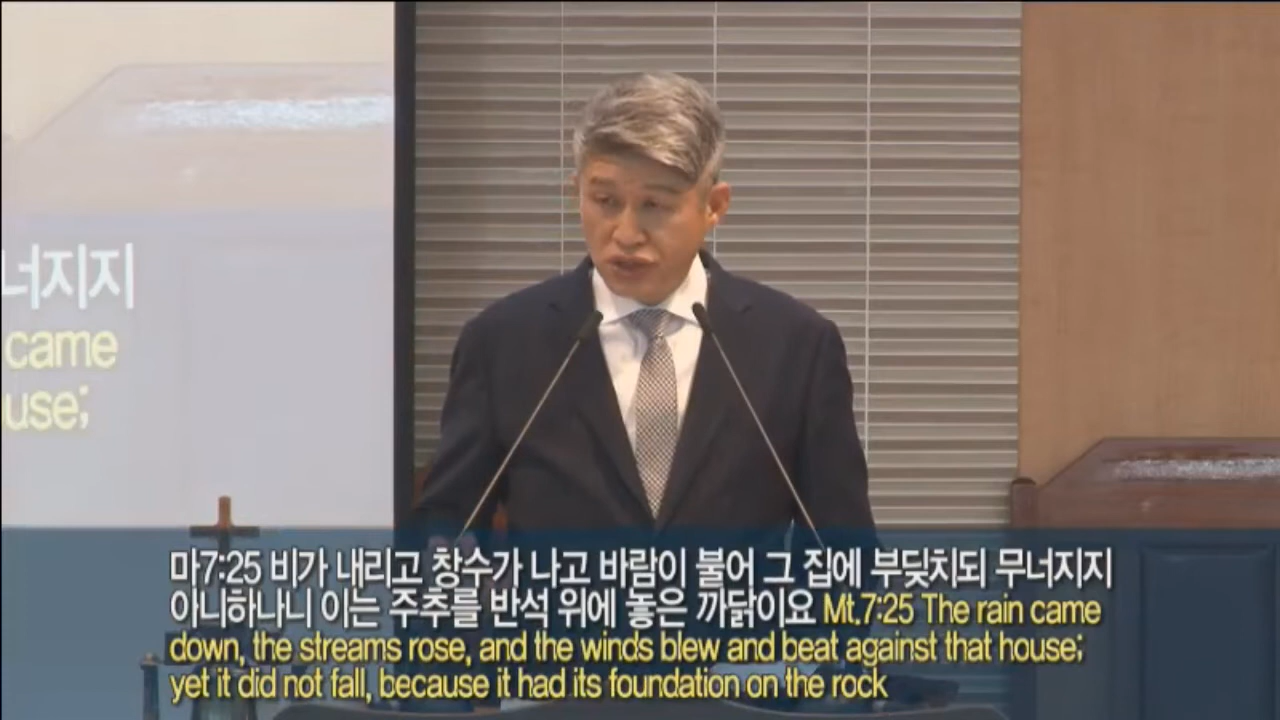 너지지
came
use;
마7:25 비가 내리고 창수가 나고 바람이 불어 그 집에 부딪치되 무너지지
아니하나니 이는 주추를 반석 위에 놓은 까닭이요 Mt.7:25 The rain came
down, the streams rose, and the winds blew and beat against that house;
yet it did not fall, because it had its foundation on the rock